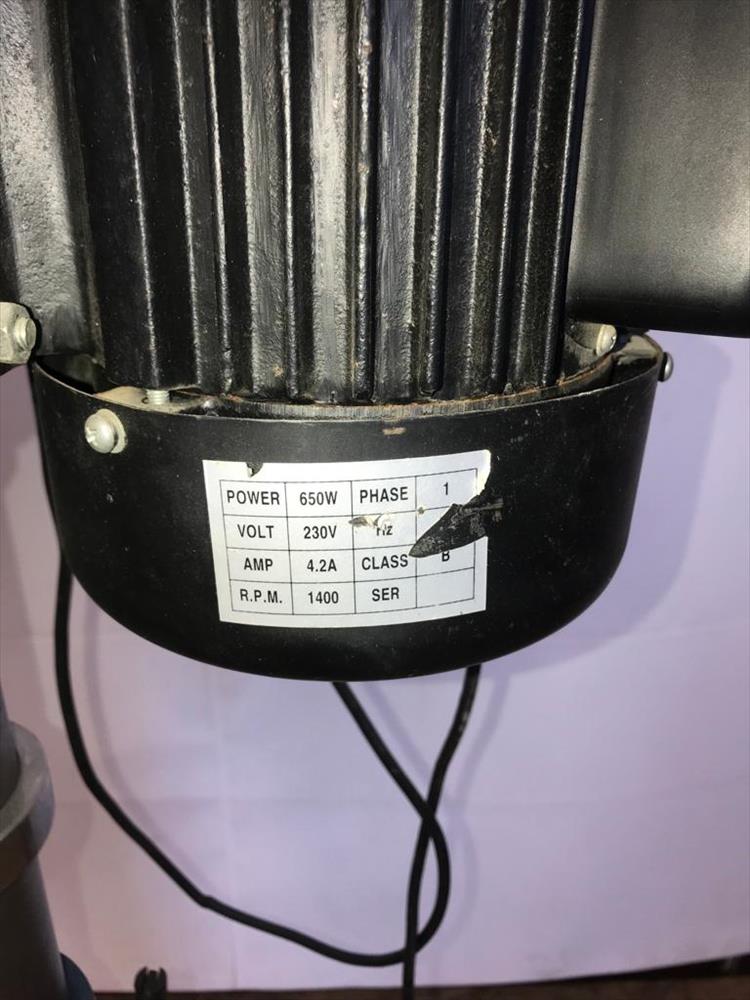 POWER 650W PHASE 1
VOLT 230V Hz
AMP 4.2A CLASS B
R.P.M. 1400 SER